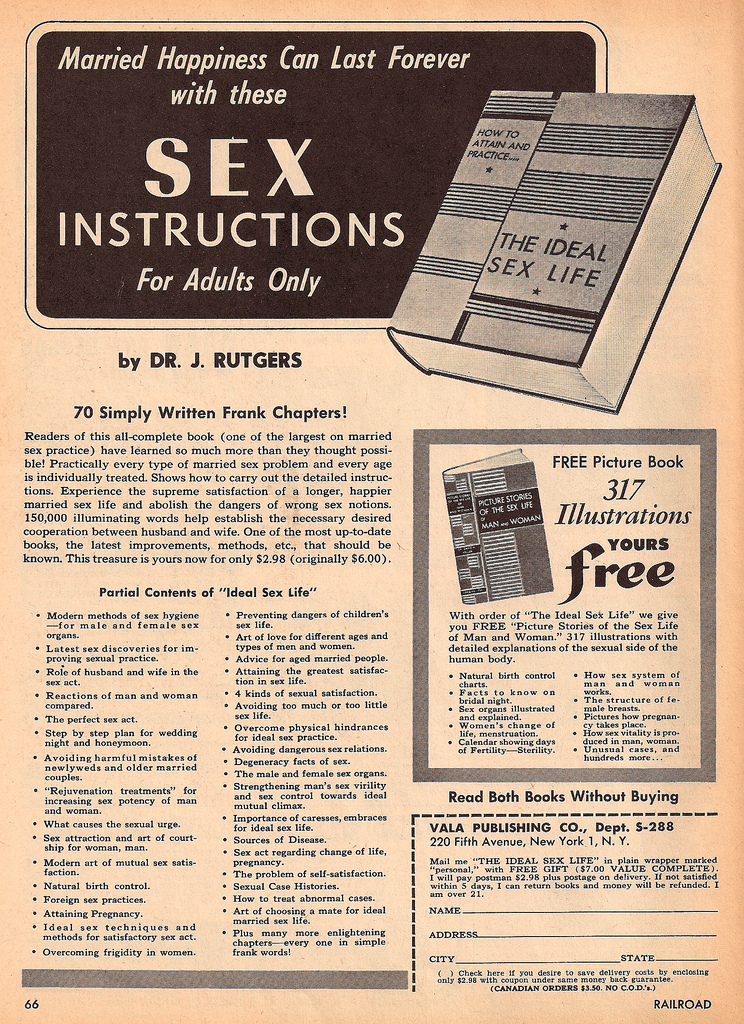 Married Happiness Can Last Forever
with these
SEX
INSTRUCTIONS
For Adults Only
HOW TO
ATTAIN AND
PRACTICE.....
THE IDEAL
SEX LIFE
by DR. J. RUTGERS
70 Simply Written Frank Chapters!
Readers of this all-complete book (one of the largest on married
sex practice) have learned so much more than they thought possi-
ble! Practically every type of married sex problem and every age
is individually treated. Shows how to carry out the detailed instruc-
tions. Experience the supreme satisfaction of a longer, happier
married sex life and abolish the dangers of wrong sex notions.
150,000 illuminating words help establish the necessary desired
cooperation between husband and wife. One of the most up-to-date
books, the latest improvements, methods, etc., that should be
known. This treasure is yours now for only $2.98 (originally $6.00).
Partial Contents of "Ideal Sex Life"
• Modern methods of sex hygiene
—for male and female sex
organs.
• Latest sex discoveries for im-
proving sexual practice.
• Role of husband and wife in the
sex act.
• Reactions of man and woman
compared.
• The perfect sex act.
• Step by step plan for wedding
night and honeymoon.
• Avoiding harmful mistakes of
newlyweds and older married
couples.
• "Rejuvenation treatments" for
increasing sex potency of man
and woman.
• What causes the sexual urge.
• Sex attraction and art of court-
ship for woman, man.
• Modern art of mutual sex satis-
faction.
• Natural birth control.
• Foreign sex practices.
• Attaining Pregnancy.
• Ideal sex techniques and
methods for satisfactory sex act.
• Overcoming frigidity in women.
• Preventing dangers of children's
sex life.
• Art of love for different ages and
types of men and women.
• Advice for aged married people.
• Attaining the greatest satisfac-
tion in sex life.
• 4 kinds of sexual satisfaction.
• Avoiding too much or too little
sex life.
• Overcome physical hindrances
for ideal sex practice.
• Avoiding dangerous sex relations.
• Degeneracy facts of sex.
• The male and female sex organs.
• Strengthening man's sex virility
and sex control towards ideal
mutual climax.
• Importance of caresses, embraces
for ideal sex life.
• Sources of Disease.
• Sex act regarding change of life,
pregnancy.
• The problem of self-satisfaction.
• Sexual Case Histories.
• How to treat abnormal cases.
• Art of choosing a mate for ideal
married sex life.
• Plus many more enlightening
chapters—every one in simple
frank words!
PICTURE STORIES
OF THE SEX LIFE
OF MAN AND WOMAN
FREE Picture Book
317
Illustrations
YOURS
free
With order of "The Ideal Sex Life" we give
you FREE "Picture Stories of the Sex Life
of Man and Woman." 317 illustrations with
detailed explanations of the sexual side of the
human body.
• Natural birth control
charts.
• Facts to know on
bridal night.
• Sex organs illustrated
and explained.
• Women's change of
life, menstruation.
• Calendar showing days
of Fertility—Sterility.
• How sex system of
man and woman
works.
• The structure of fe-
male breasts.
• Pictures how pregnan-
cy takes place.
• How sex vitality is pro-
duced in man, woman.
• Unusual cases, and
hundreds more...
Read Both Books Without Buying
VALA PUBLISHING CO., Dept. S-288
220 Fifth Avenue, New York 1, N. Y.
Mail me "THE IDEAL SEX LIFE" in plain wrapper marked
"personal," with FREE GIFT ($7.00 VALUE COMPLETE).
I will pay postman $2.98 plus postage on delivery. If not satisfied
within 5 days, I can return books and money will be refunded. I
am over 21.
NAME
ADDRESS
CITY STATE
( ) Check here if you desire to save delivery costs by enclosing
only $2.98 with coupon under same money back guarantee.
(CANADIAN ORDERS $3.50. NO C.O.D.'s.)
66
RAILROAD